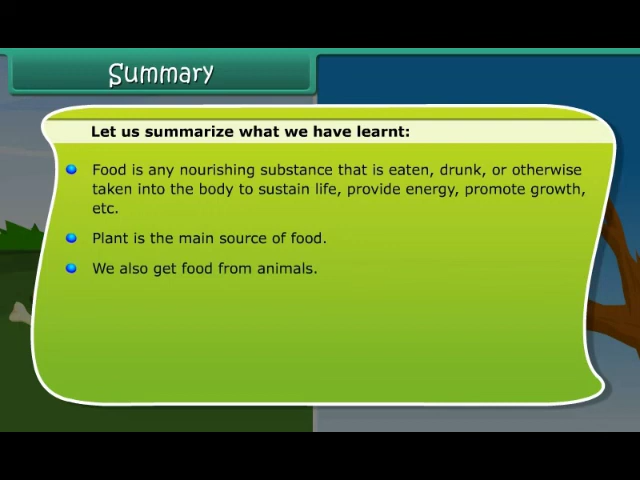 Summary
Let us summarize what we have learnt:
Food is any nourishing substance that is eaten, drunk, or otherwise
taken into the body to sustain life, provide energy, promote growth,
etc.
Plant is the main source of food.
We also get food from animals.